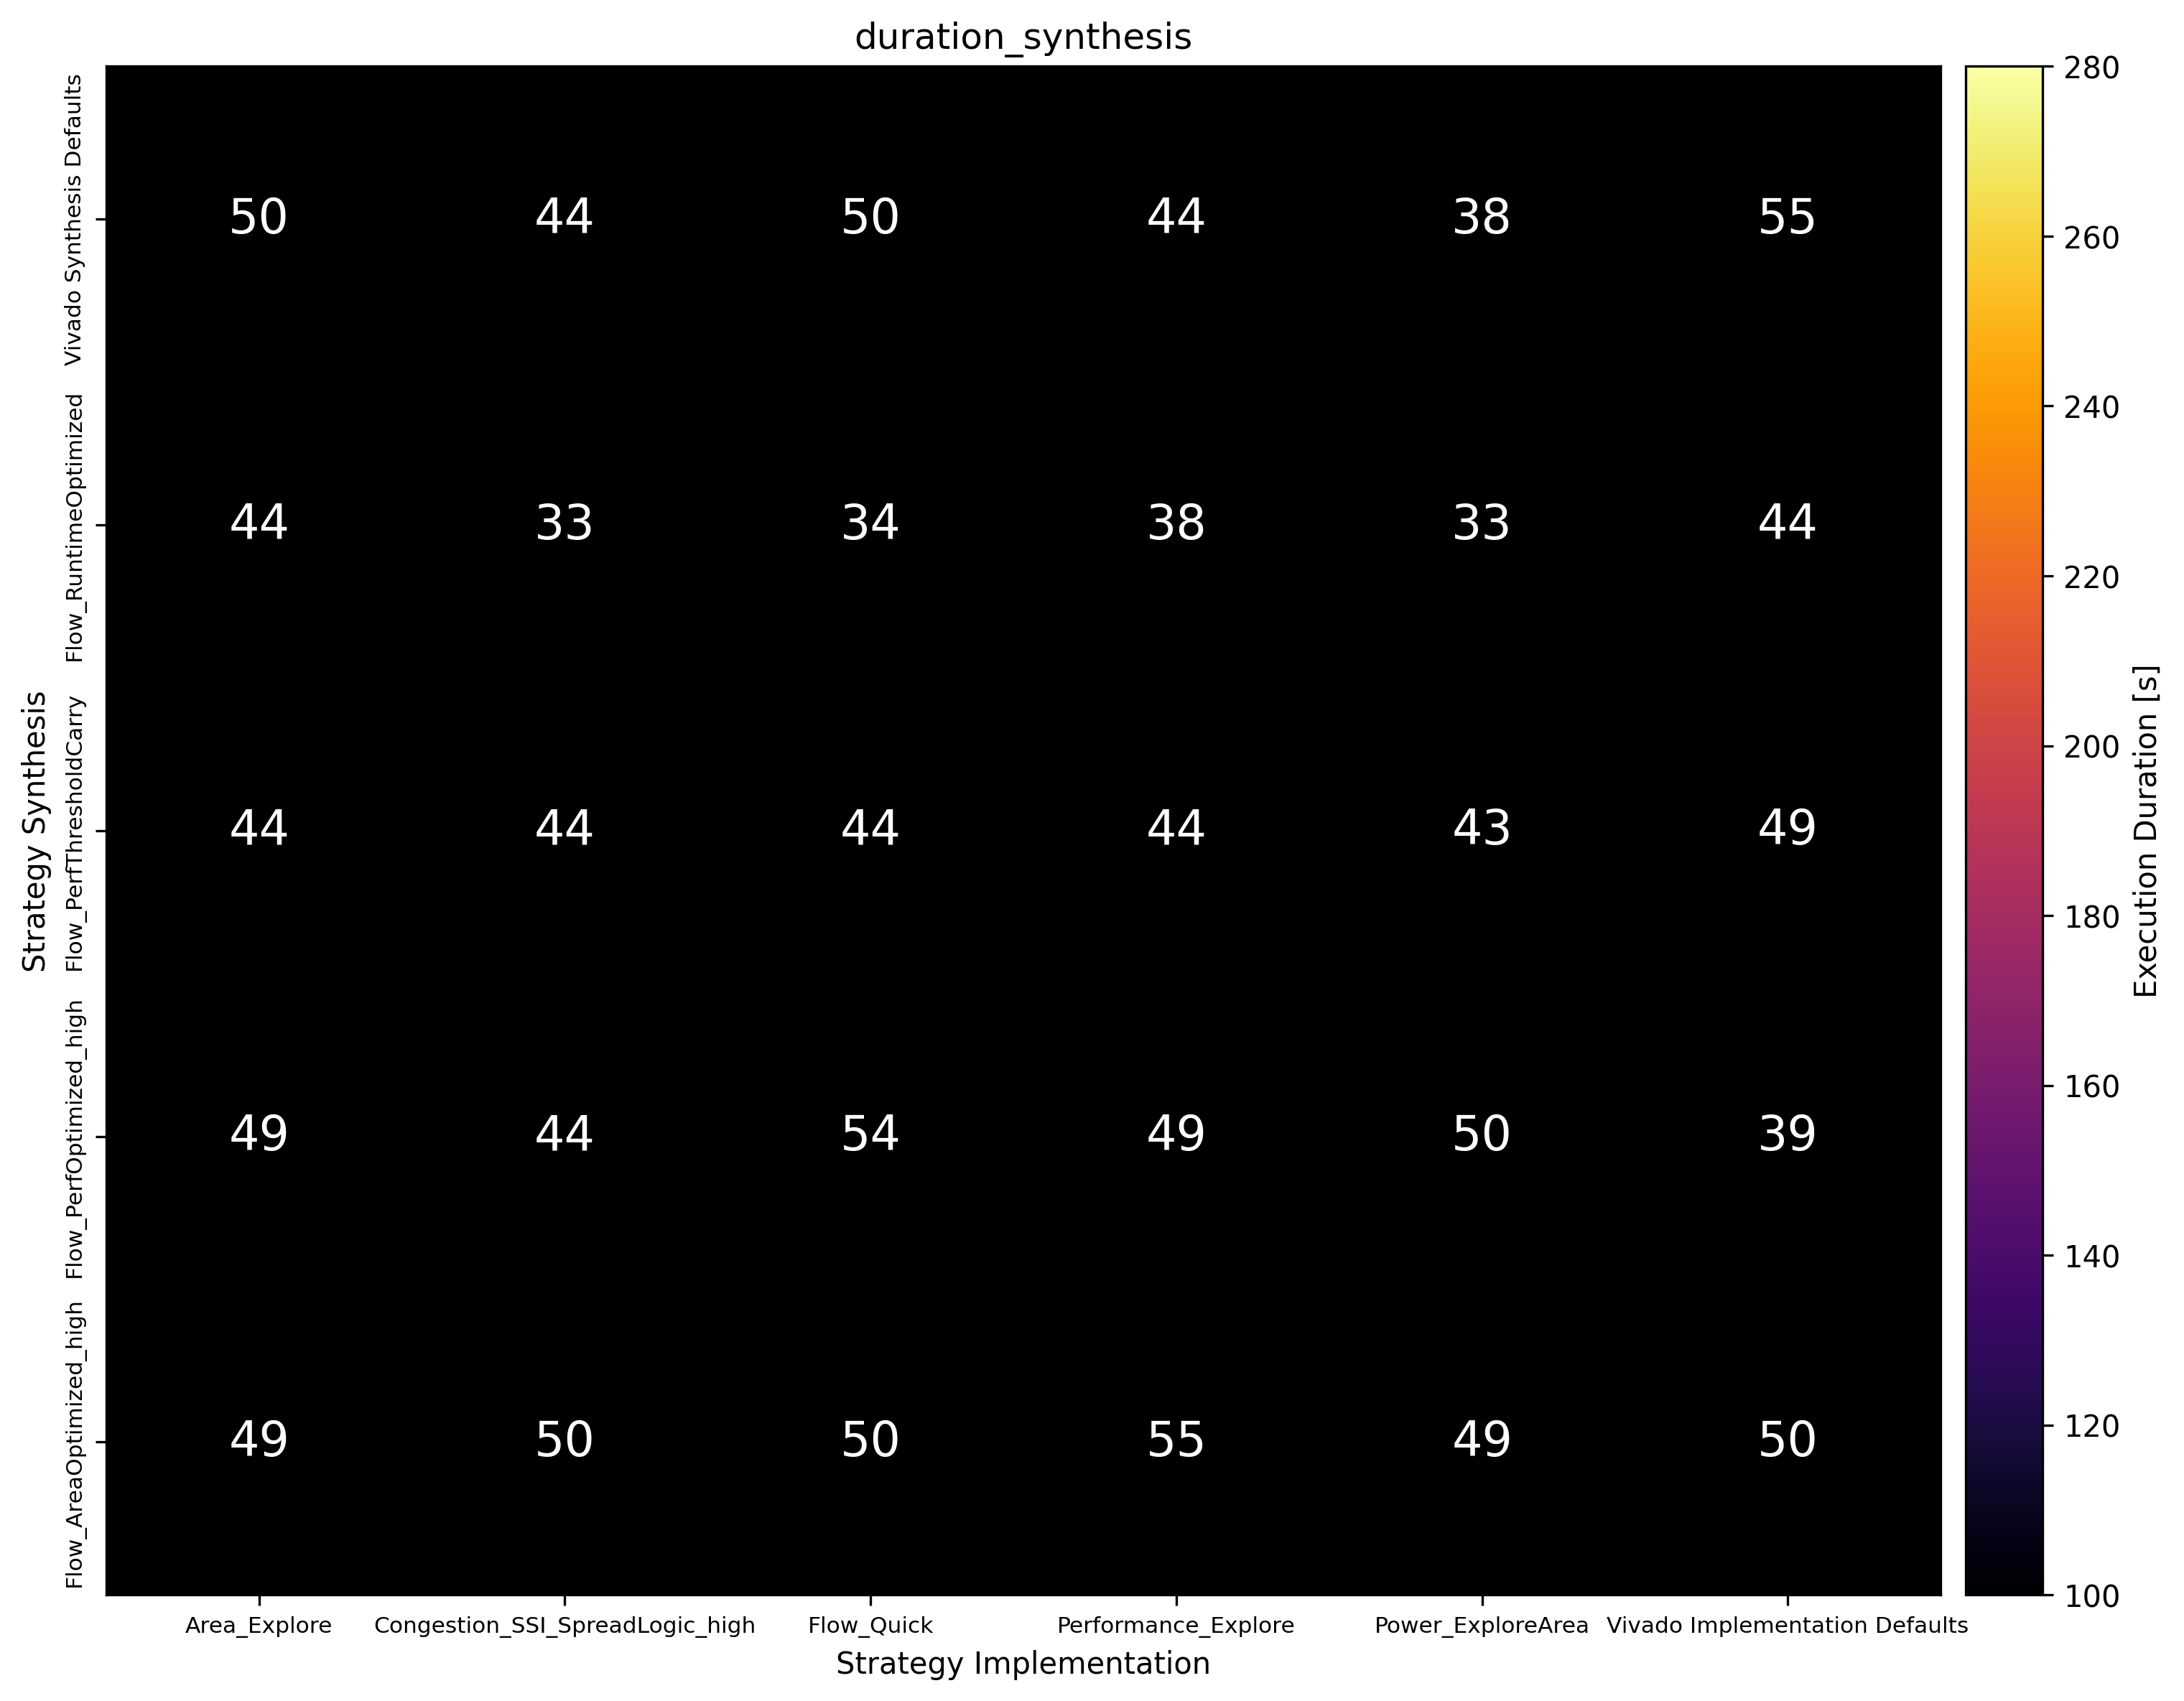 duration_synthesis
Strategy Synthesis
Vivado Synthesis Defaults
50 44 50 44 38 55
Flow_RuntimeOptimized
44 33 34 38 33 44
Flow_PerfThresholdCarry
44 44 44 44 43 49
Flow_PerfOptimized_high
49 44 54 49 50 39
Flow_AreaOptimized_high
49 50 50 55 49 50
Area_Explore Congestion_SSI_SpreadLogic_high Flow_Quick Performance_Explore Power_ExploreArea Vivado Implementation Defaults
Strategy Implementation
280
260
240
220
200
180
160
140
120
100
Execution Duration [s]